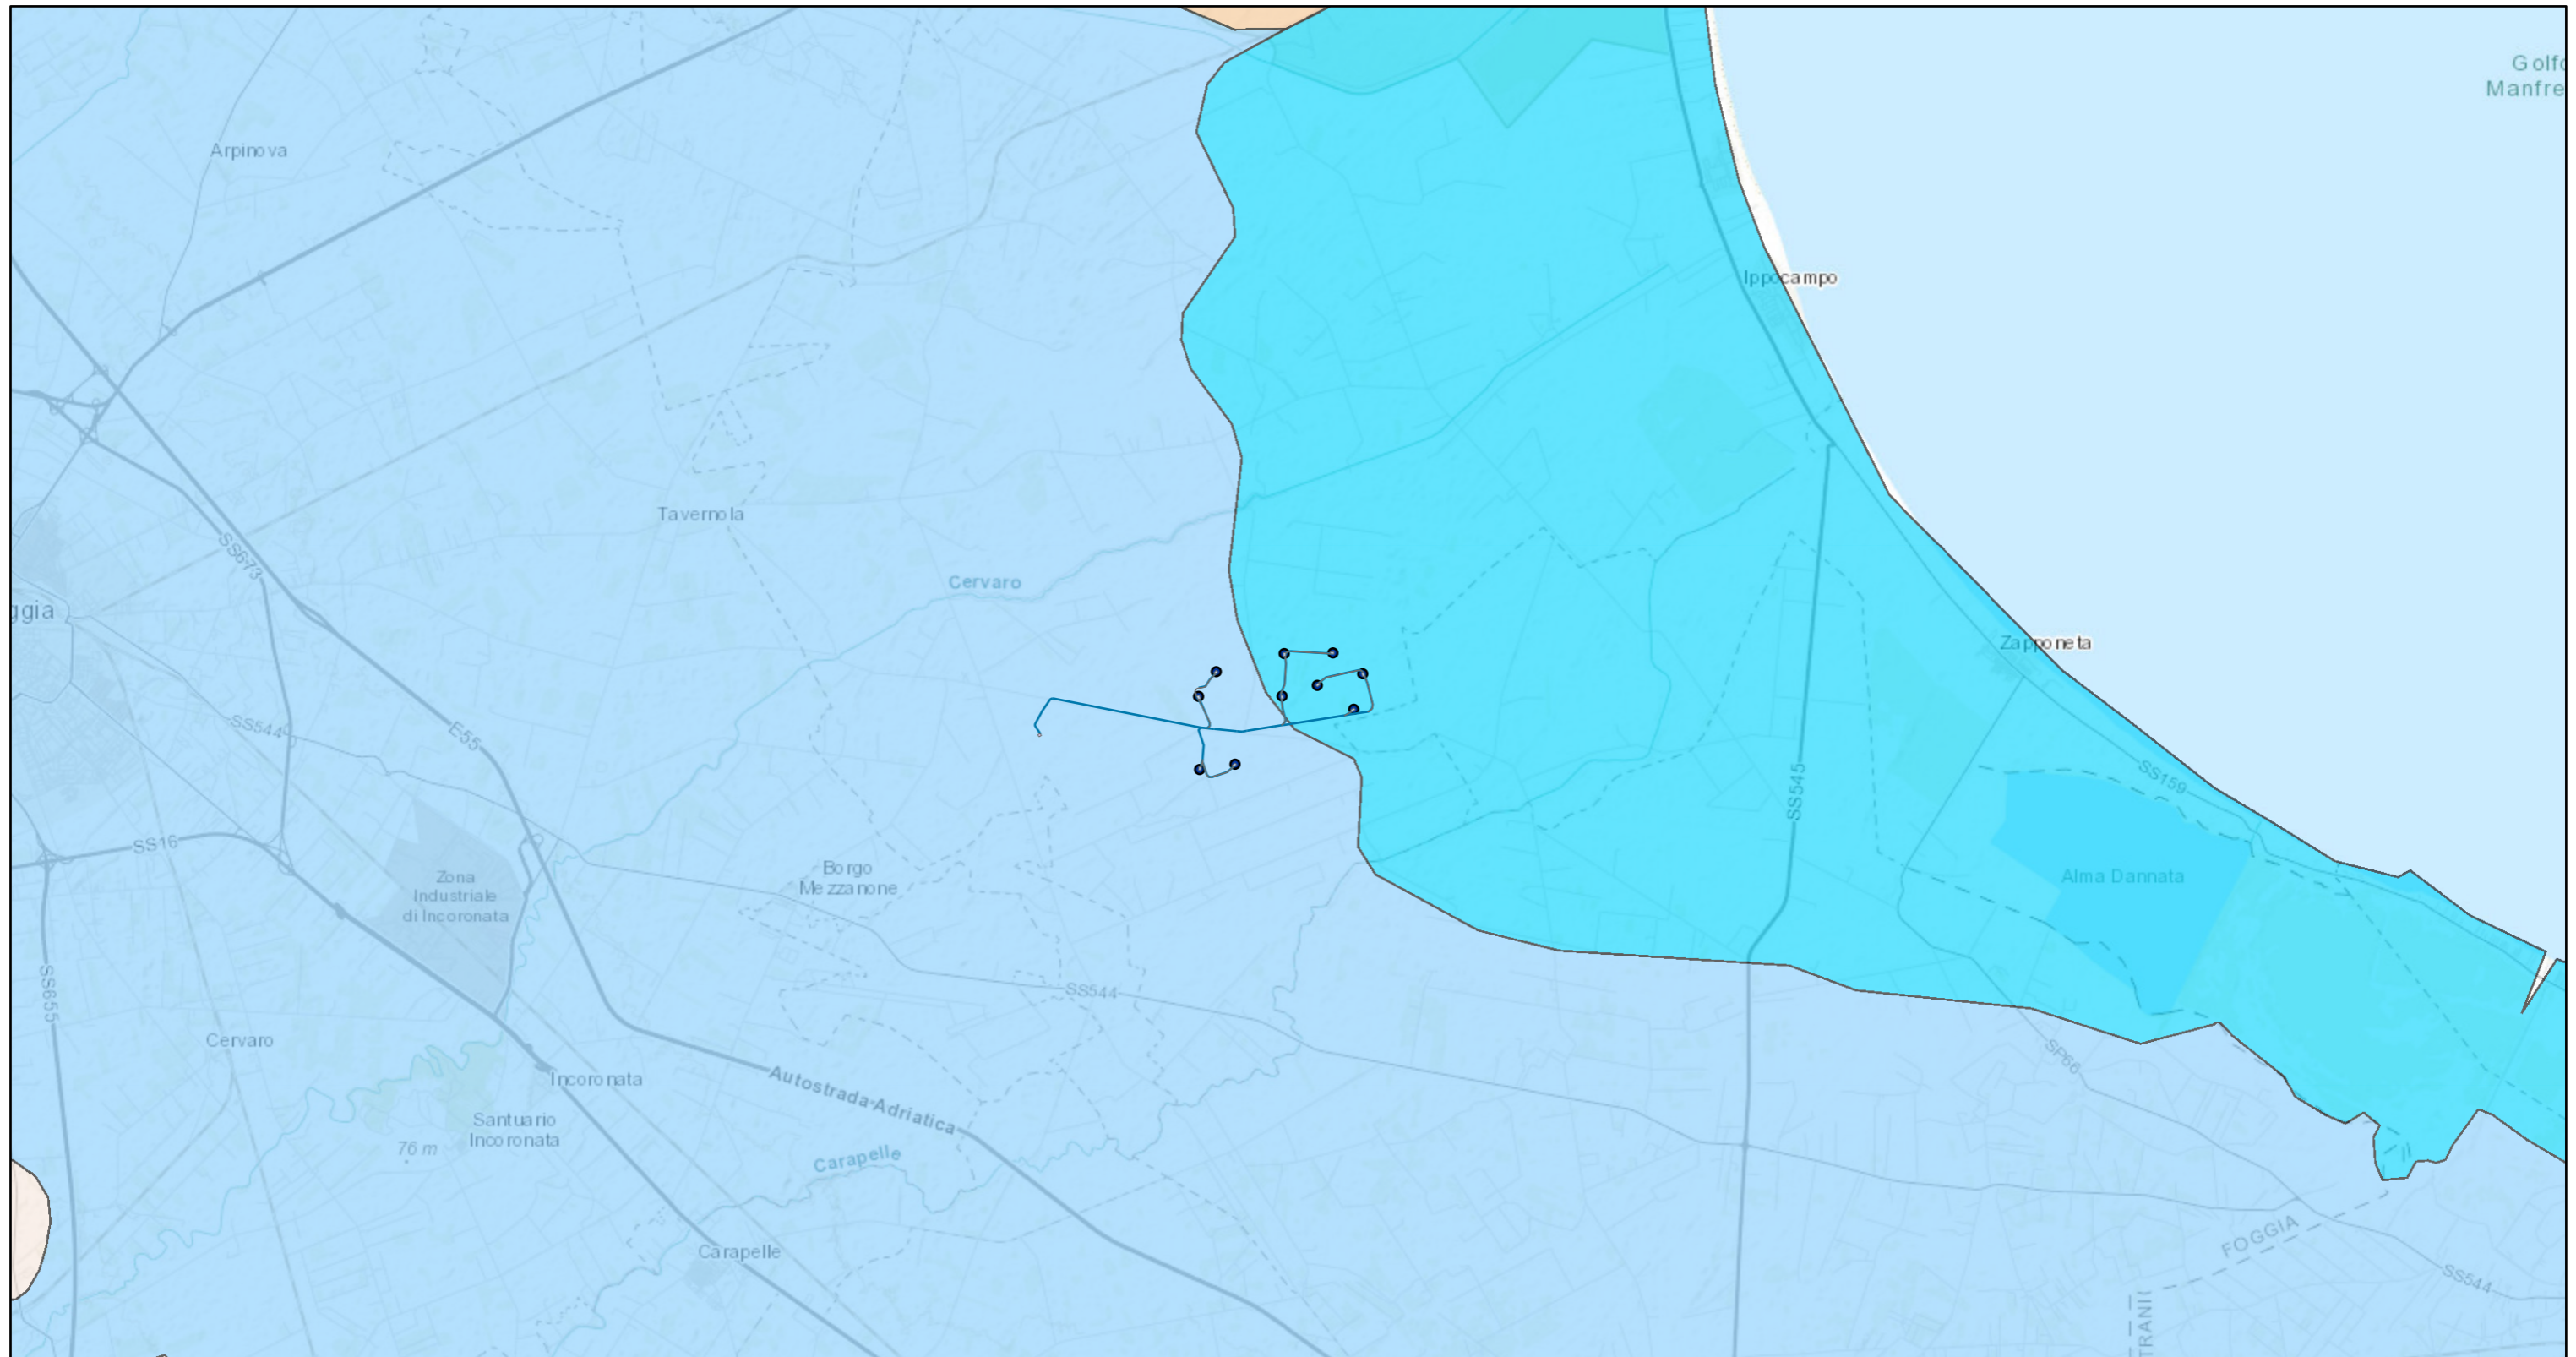 Golfo
Manfre
Arpinova
Ippocampo
Tavernola
SS673
Cervaro
ggia
Zapponeta
SS544
E55
SS159
SS545
SS16
Borgo
Mezzanone
Zona
Industriale
di Incoronata
Alma Dannata
SS655
SS544
Cervaro
SP66
Incoronata
Autostrada Adriatica
Santuario
Incoronata
76 m
Carapelle
Carapelle
FOGGIA
SS544
TRANI